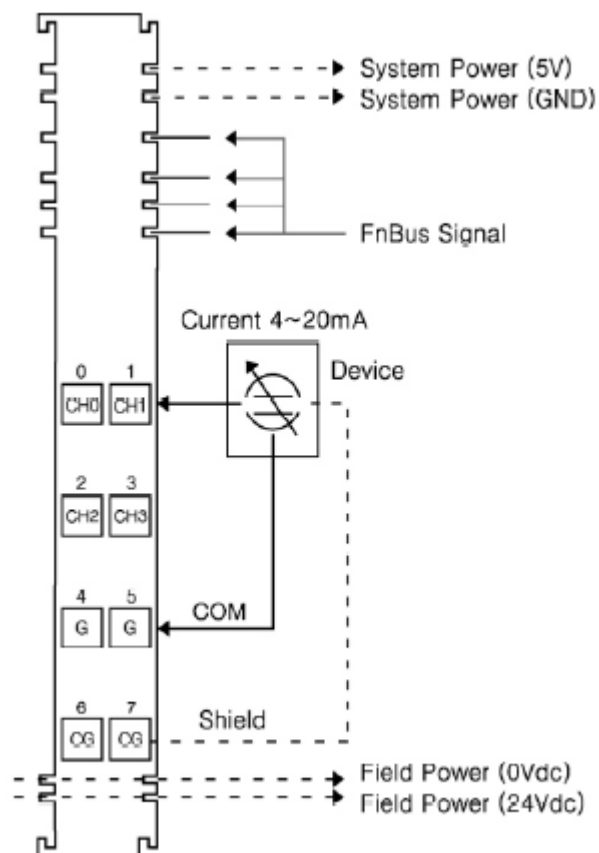 System Power (5V)
System Power (GND)
FnBus Signal
Current 4~20mA
Device
0 1
CH0 CH1
2 3
CH2 CH3
4 5
G G
COM
6 7
CG CG
Shield
Field Power (0Vdc)
Field Power (24Vdc)